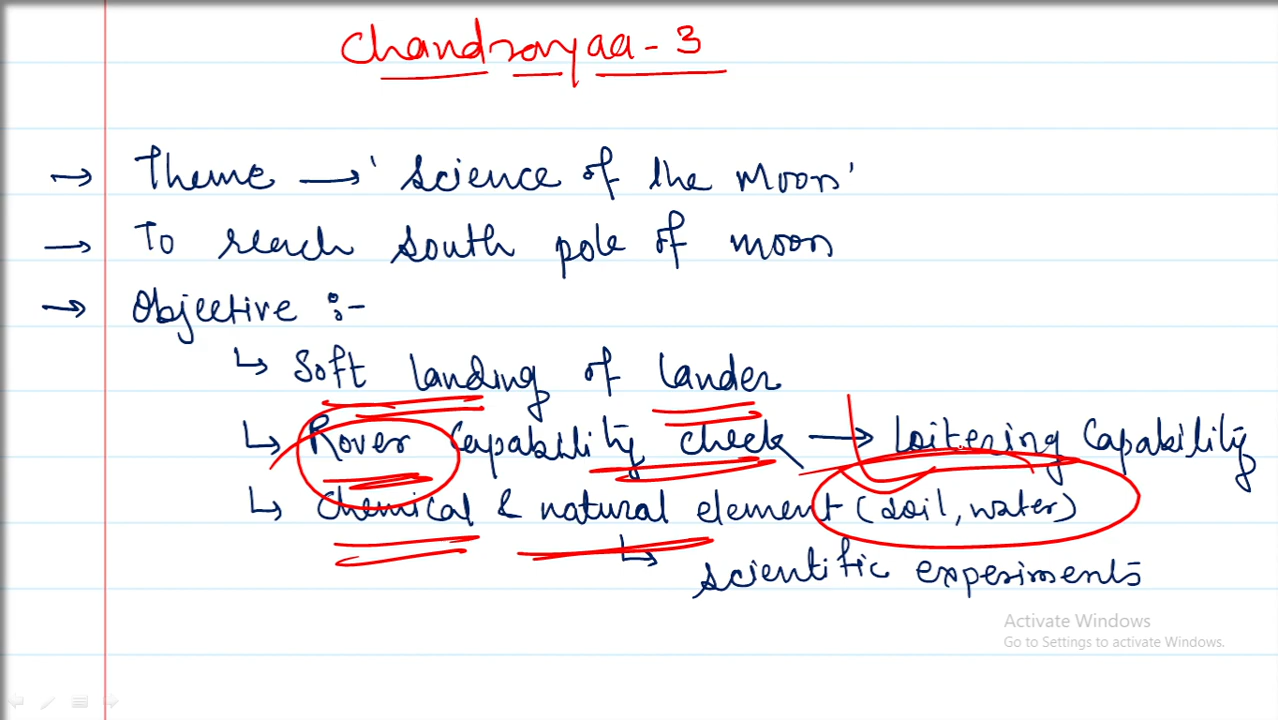 Chandrayaa - 3
→ Theme → 'Science of the Moon'
→ To reach south pole of moon
→ Objective :-
↳ Soft landing of lander
↳ Rover Capability check → Loitering Capability
↳ Chemical & natural element (soil, water)
↳ scientific experiments
Activate Windows
Go to Settings to activate Windows.